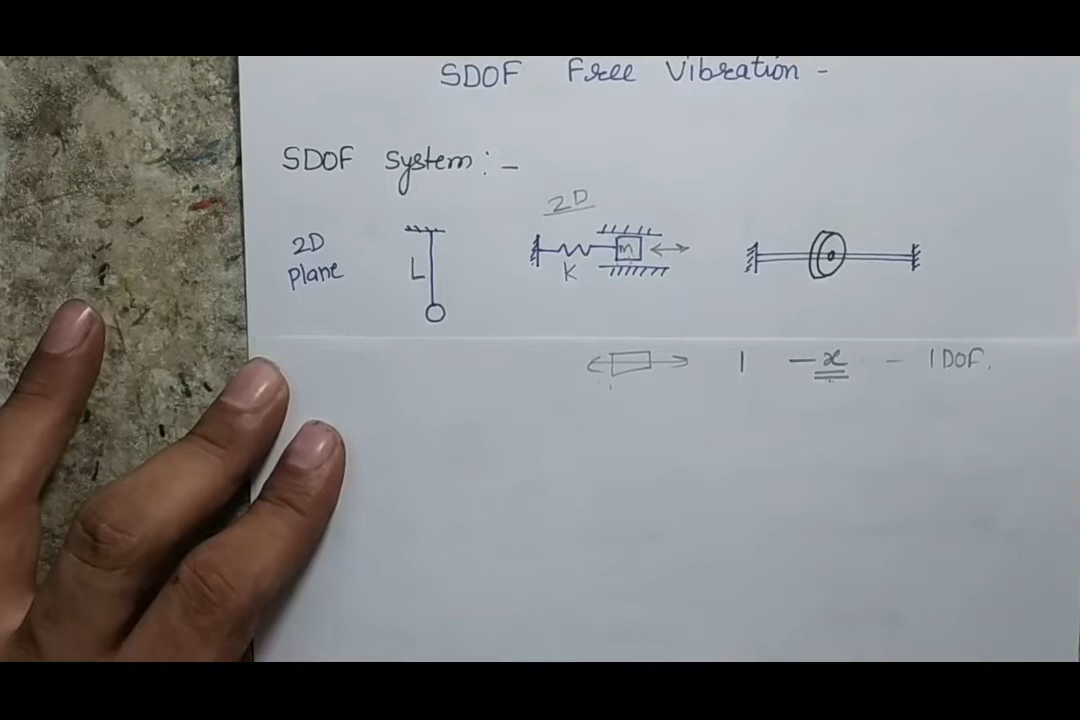 SDOF Free Vibration -
SDOF System : -
2D
2D
plane
L
m
K
1 - x - 1 DOF.